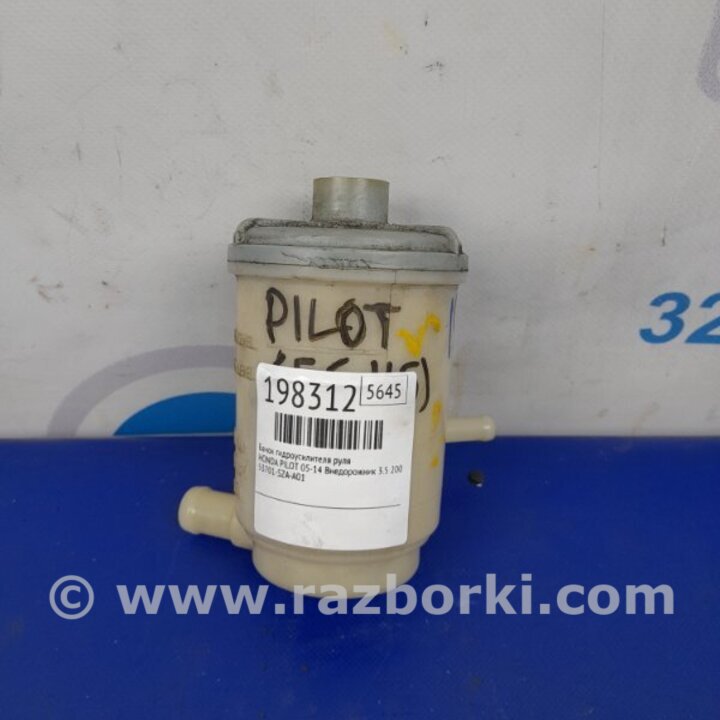 32
PILOT
(5645)
198312 5645
Бачок гидроусилителя руля
HONDA PILOT 05-14 Внедорожник 3.5 200
53701-SZA-A01
© www.razborki.com